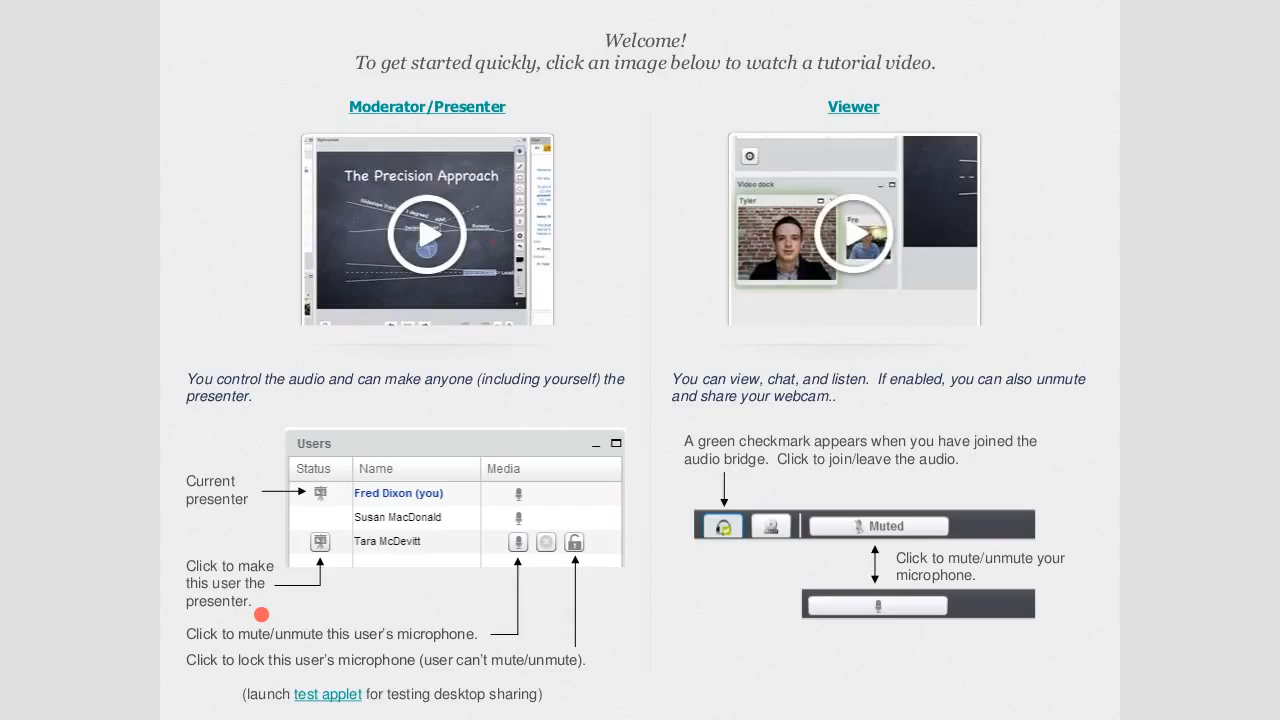 Welcome!
To get started quickly, click an image below to watch a tutorial video.
Moderator/Presenter
The Precision Approach
Runway
You control the audio and can make anyone (including yourself) the
presenter.
Users
Status Name Media
Current
presenter
Fred Dixon (you)
Susan MacDonald
Tara McDevitt
Click to make
this user the
presenter.
Click to mute/unmute this user's microphone.
Click to lock this user's microphone (user can't mute/unmute).
(launch test applet for testing desktop sharing)
Viewer
Video dock
Tyler
Fre
You can view, chat, and listen.  If enabled, you can also unmute
and share your webcam..
A green checkmark appears when you have joined the
audio bridge.  Click to join/leave the audio.
Muted
Click to mute/unmute your
microphone.